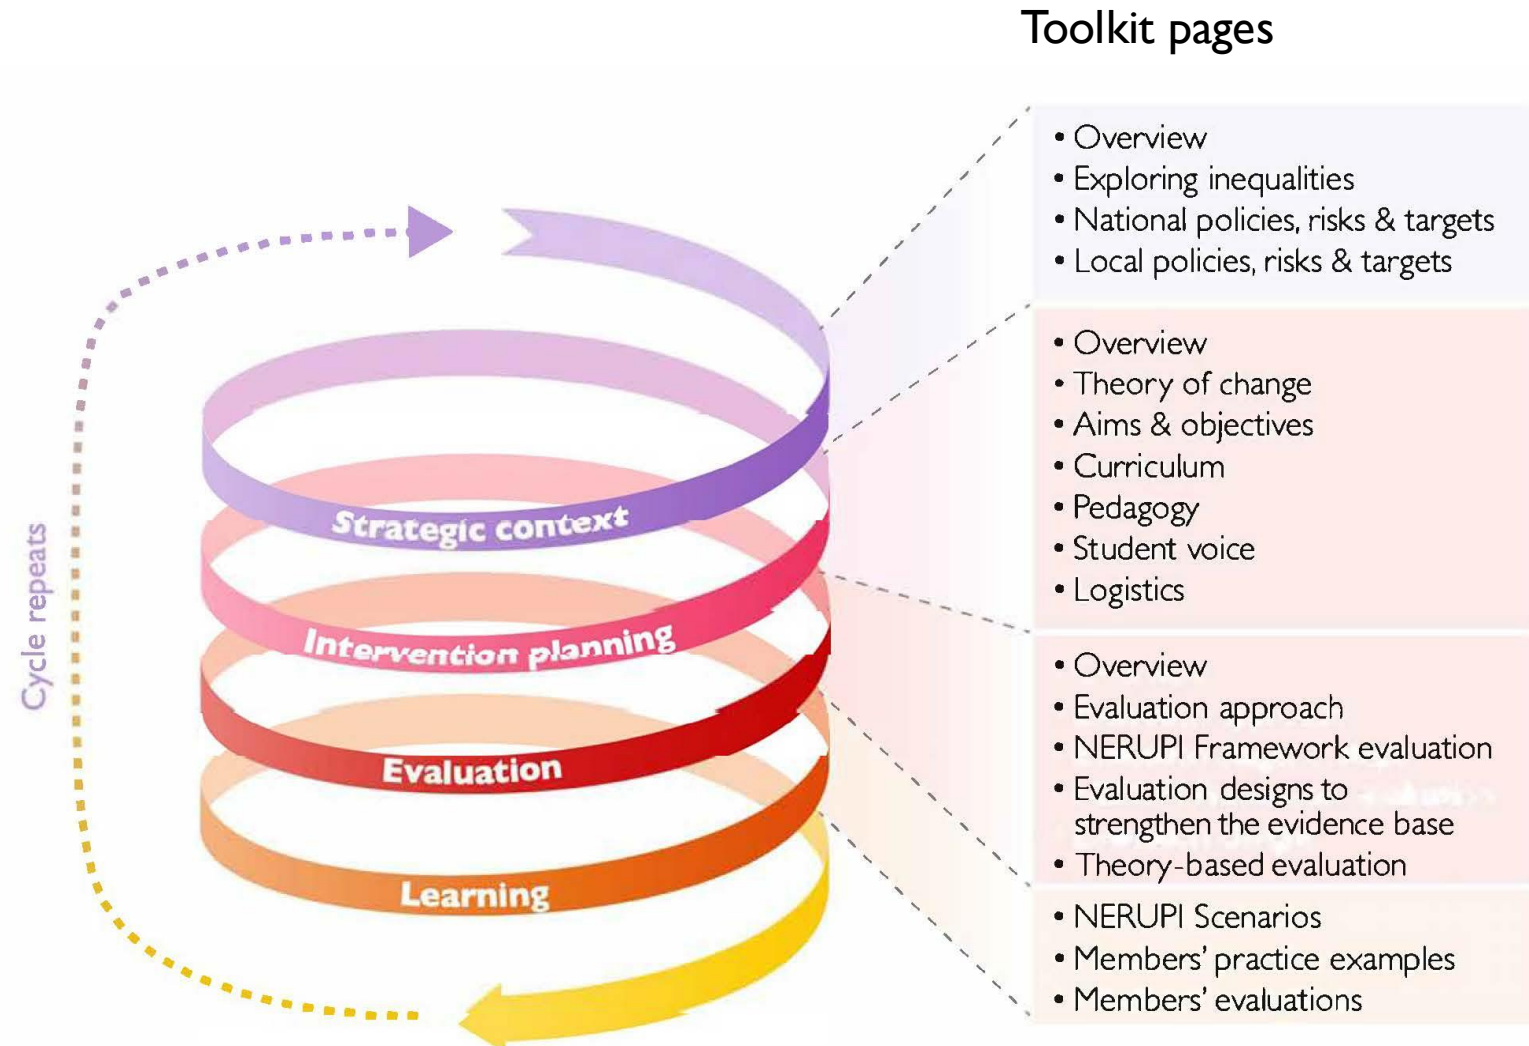 Toolkit pages
• Overview
• Exploring inequalities
• National policies, risks & targets
• Local policies, risks & targets
• Overview
• Theory of change
• Aims & objectives
• Curriculum
• Pedagogy
• Student voice
• Logistics
• Overview
• Evaluation approach
• NERUPI Framework evaluation
• Evaluation designs to
strengthen the evidence base
• Theory-based evaluation
• NERUPI Scenarios
• Members' practice examples
• Members' evaluations
Strategic context
Intervention planning
Evaluation
Learning
Cycle repeats